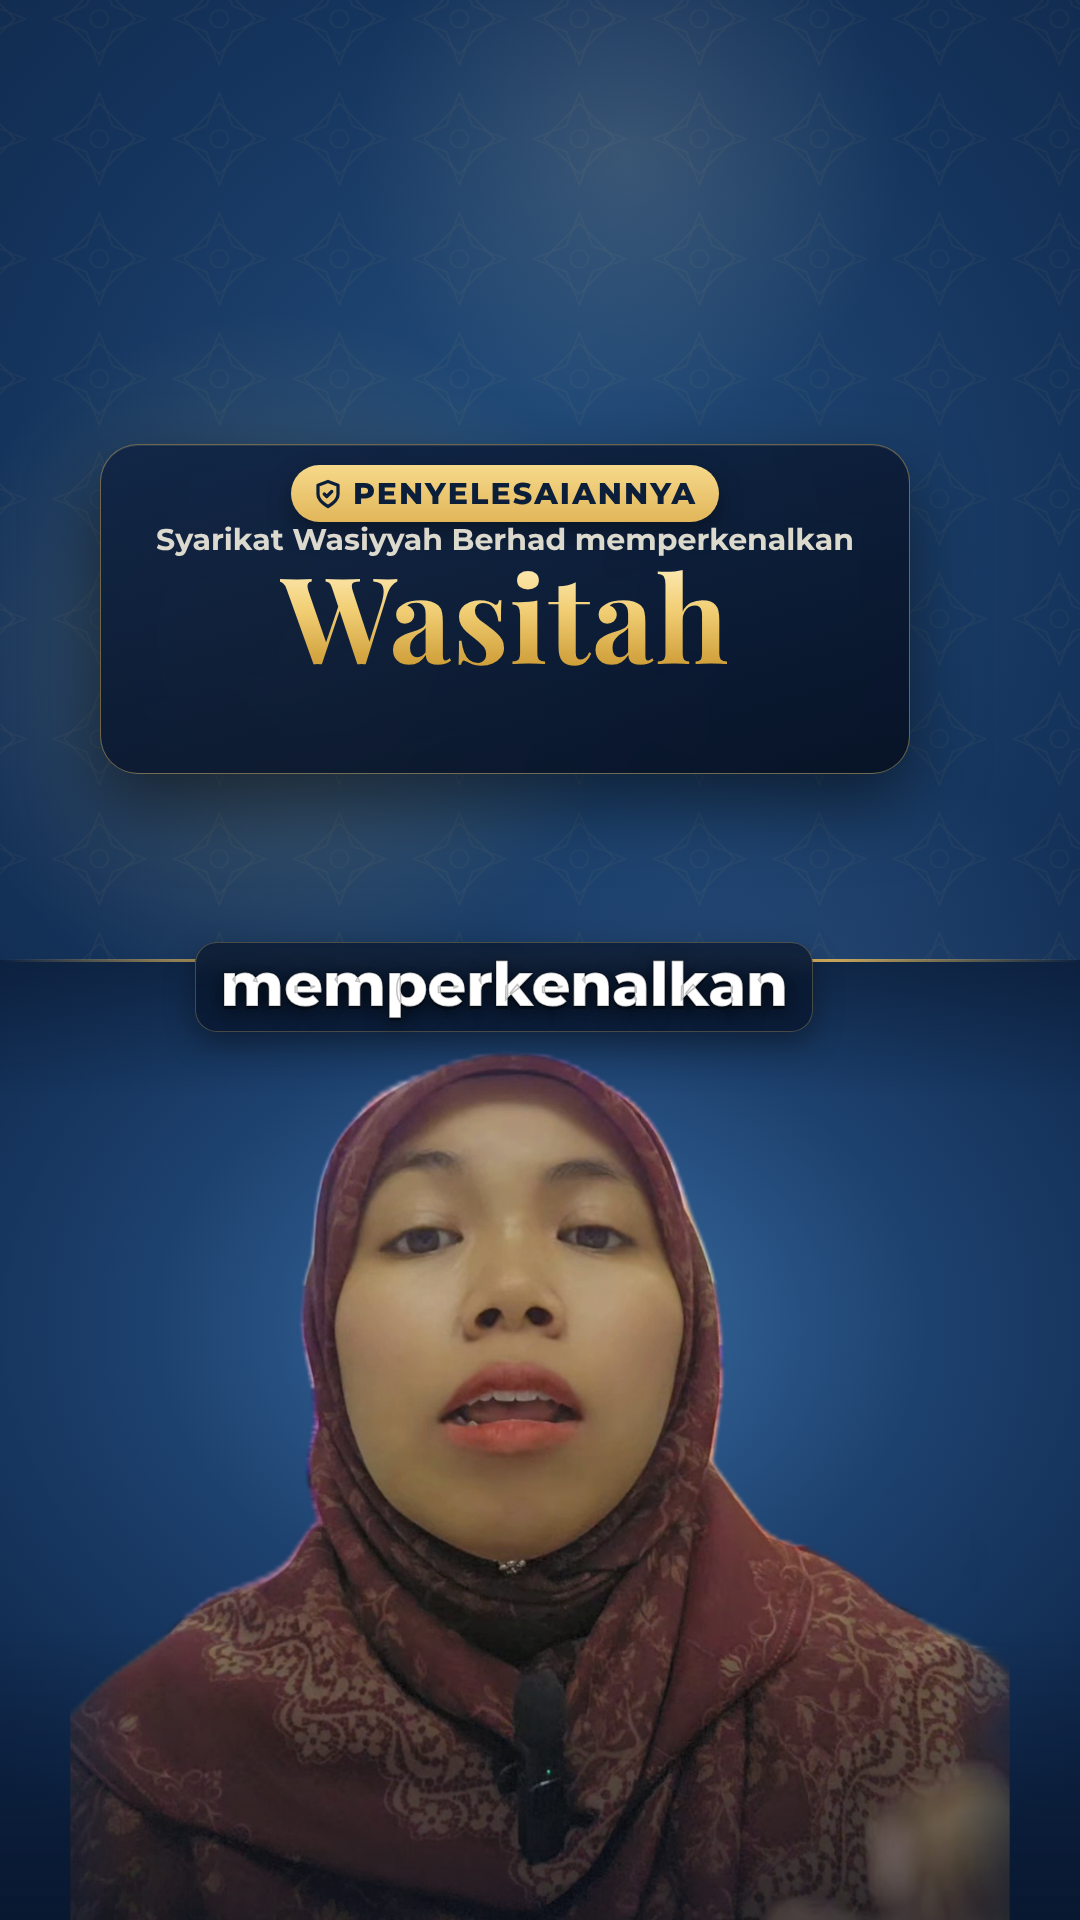 PENYELESAIANNYA
Syarikat Wasiyyah Berhad memperkenalkan
Wasitah
memperkenalkan